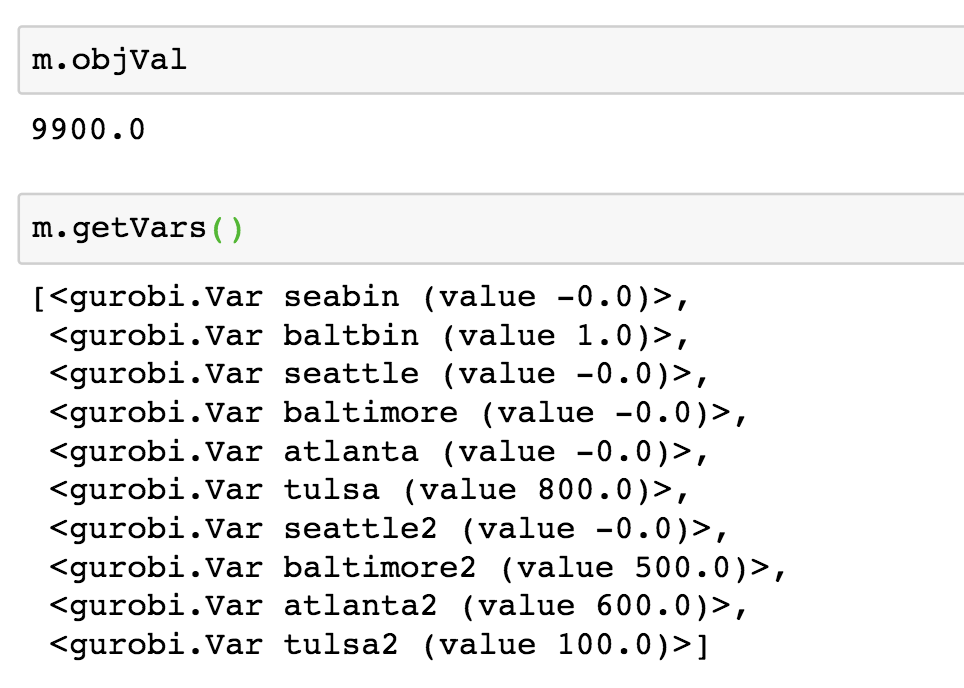 m.objVal
9900.0
m.getVars()
[<gurobi.Var seabin (value -0.0)>,
<gurobi.Var baltbin (value 1.0)>,
<gurobi.Var seattle (value -0.0)>,
<gurobi.Var baltimore (value -0.0)>,
<gurobi.Var atlanta (value -0.0)>,
<gurobi.Var tulsa (value 800.0)>,
<gurobi.Var seattle2 (value -0.0)>,
<gurobi.Var baltimore2 (value 500.0)>,
<gurobi.Var atlanta2 (value 600.0)>,
<gurobi.Var tulsa2 (value 100.0)>]